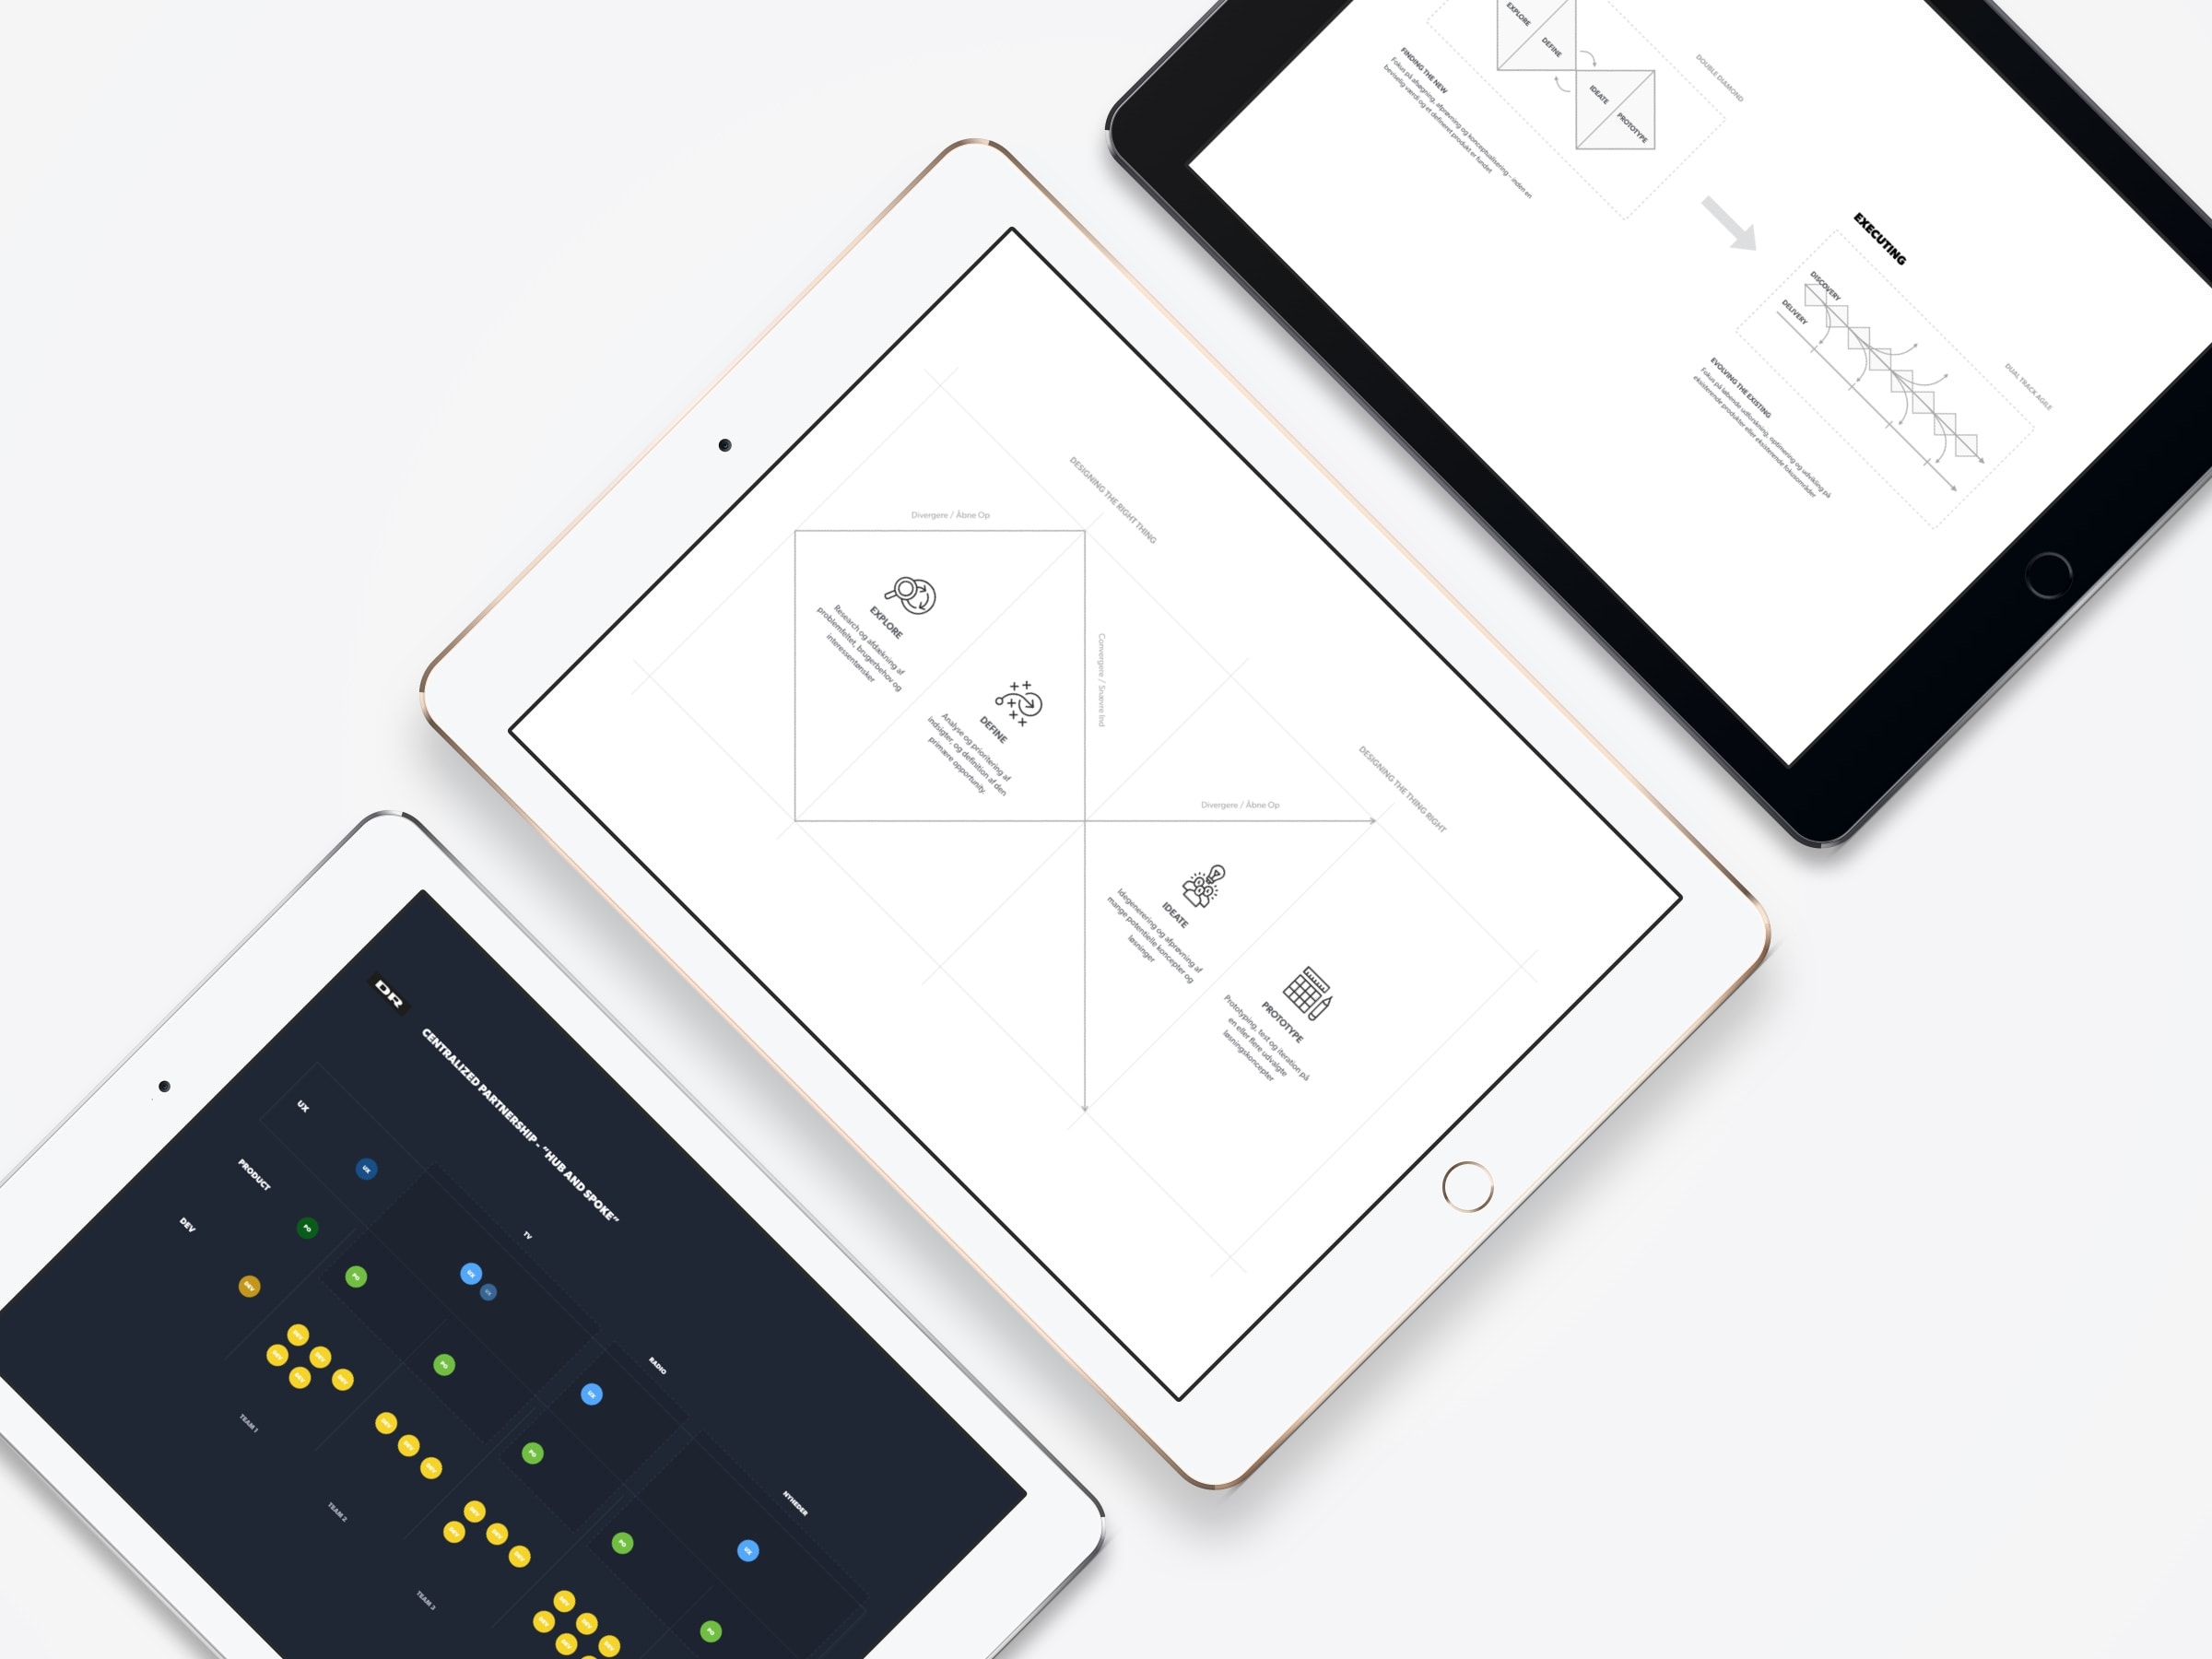 EXPLORE
DEFINE
IDEATE
PROTOTYPE
DOUBLE DIAMOND
FINDING THE NEW
Fokus på afsøgning, afprøvning og konceptualisering – inden en
beviselig værdi og et defineret produkt er fundet
EXECUTING
DISCOVERY
DELIVERY
DUAL TRACK AGILE
EVOLVING THE EXISTING
Fokus på løbende udforskning, optimering og udvikling på
eksisterende produkter eller eksisterende fokusområder
DESIGNING THE RIGHT THING
Divergere / Åbne Op
EXPLORE
Research og afdækning af
problemfeltet, brugerbehov og
interessentønsker
Convergere / Snævre Ind
DEFINE
Analyse og prioritering af
indsigter, og definition af den
primære opportunity.
DESIGNING THE THING RIGHT
Divergere / Åbne Op
IDEATE
Idegenerering og afprøvning af
mange potentielle koncepter og
løsninger
PROTOTYPE
Prototyping, test og iteration på
en eller flere udvalgte
løsningskoncepter
DR
CENTRALIZED PARTNERSHIP - “HUB AND SPOKE”
UX
PRODUCT
DEV
TV
RADIO
NYHEDER
UX
PO
DEV
UX
UX
PO
PO
DEV
DEV
DEV
DEV
DEV
TEAM 1
DEV
DEV
DEV
TEAM 2
UX
PO
DEV
DEV
DEV
DEV
TEAM 3
PO
UX
PO
DEV
DEV
DEV
DEV
DEV